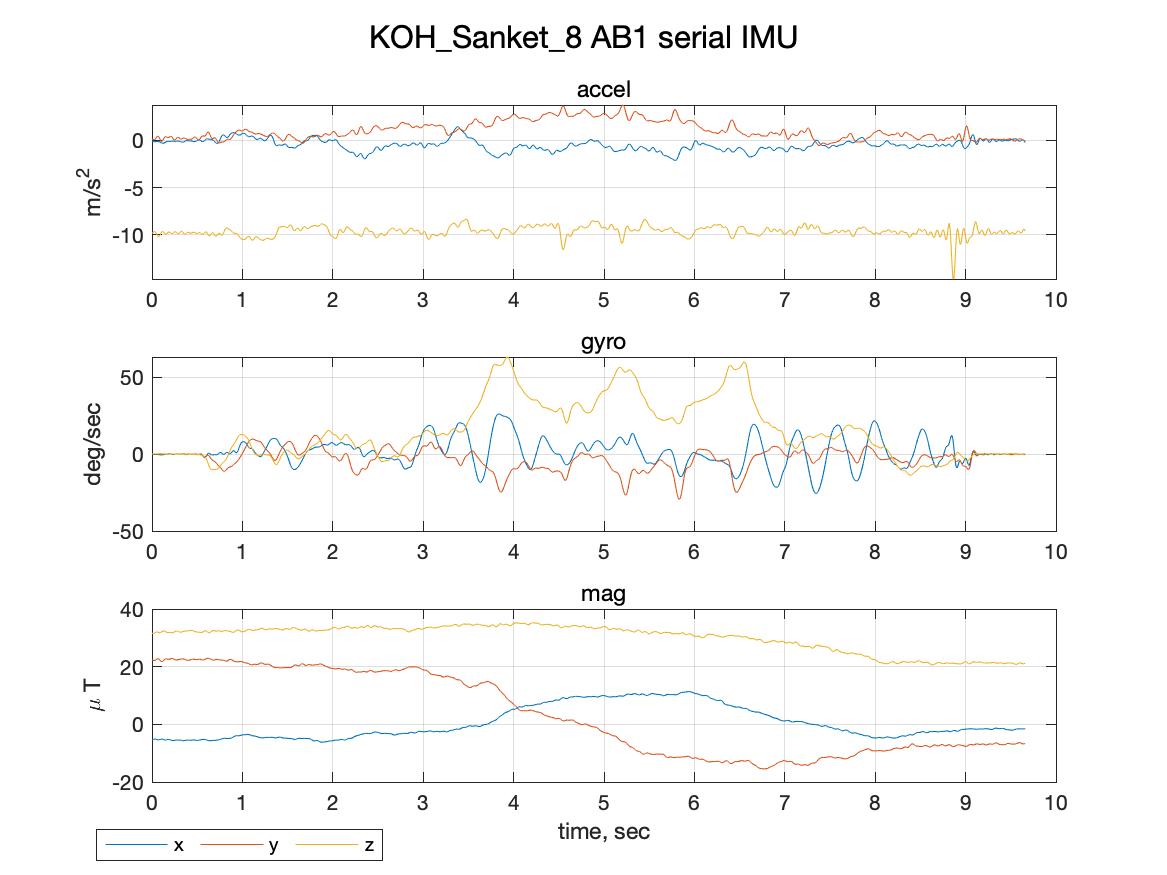 KOH_Sanket_8 AB1 serial IMU
accel
m/s2
0
-5
-10
0 1 2 3 4 5 6 7 8 9 10
gyro
deg/sec
50
0
-50
0 1 2 3 4 5 6 7 8 9 10
mag
μ T
40
20
0
-20
0 1 2 3 4 5 6 7 8 9 10
time, sec
x y z